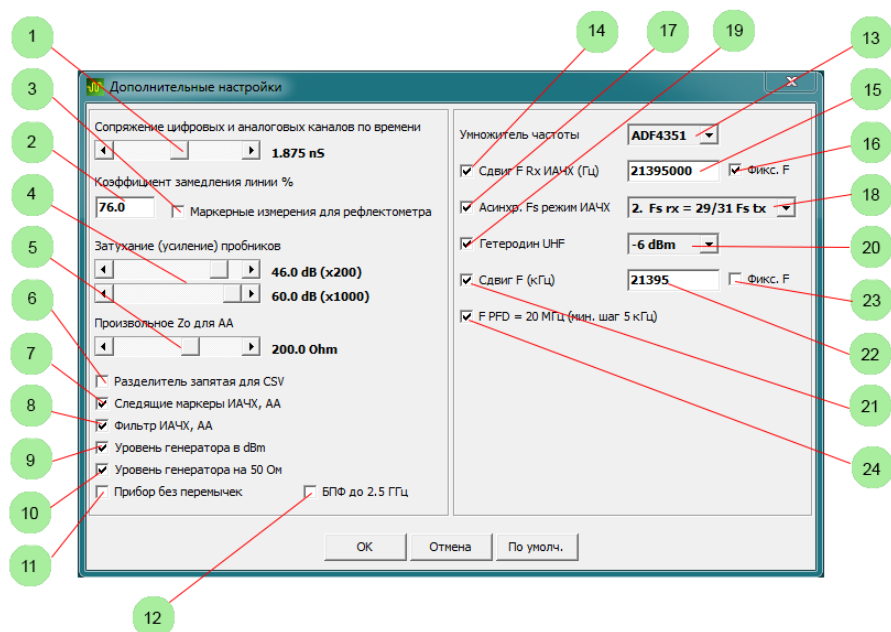 1
14
17
19
13
3
15
2
16
4
18
5
20
6
23
7
22
8
21
9
24
10
11
12
Дополнительные настройки
Сопряжение цифровых и аналоговых каналов по времени
1.875 nS
Коэффициент замедления линии %
76.0
Маркерные измерения для рефлектометра
Затухание (усиление) пробников
46.0 dB (x200)
60.0 dB (x1000)
Произвольное Zo для АА
200.0 Ohm
Разделитель запятая для CSV
Следящие маркеры ИАЧХ, АА
Фильтр ИАЧХ, АА
Уровень генератора в dBm
Уровень генератора на 50 Ом
Прибор без перемычек
БПФ до 2.5 ГГц
Умножитель частоты
ADF4351
Сдвиг F Rx ИАЧХ (Гц)
21395000
Фикс. F
Асинхр. Fs режим ИАЧХ
2. Fs rx = 29/31 Fs tx
Гетеродин UHF
-6 dBm
Сдвиг F (кГц)
21395
Фикс. F
F PFD = 20 МГц (мин. шаг 5 кГц)
OK
Отмена
По умолч.